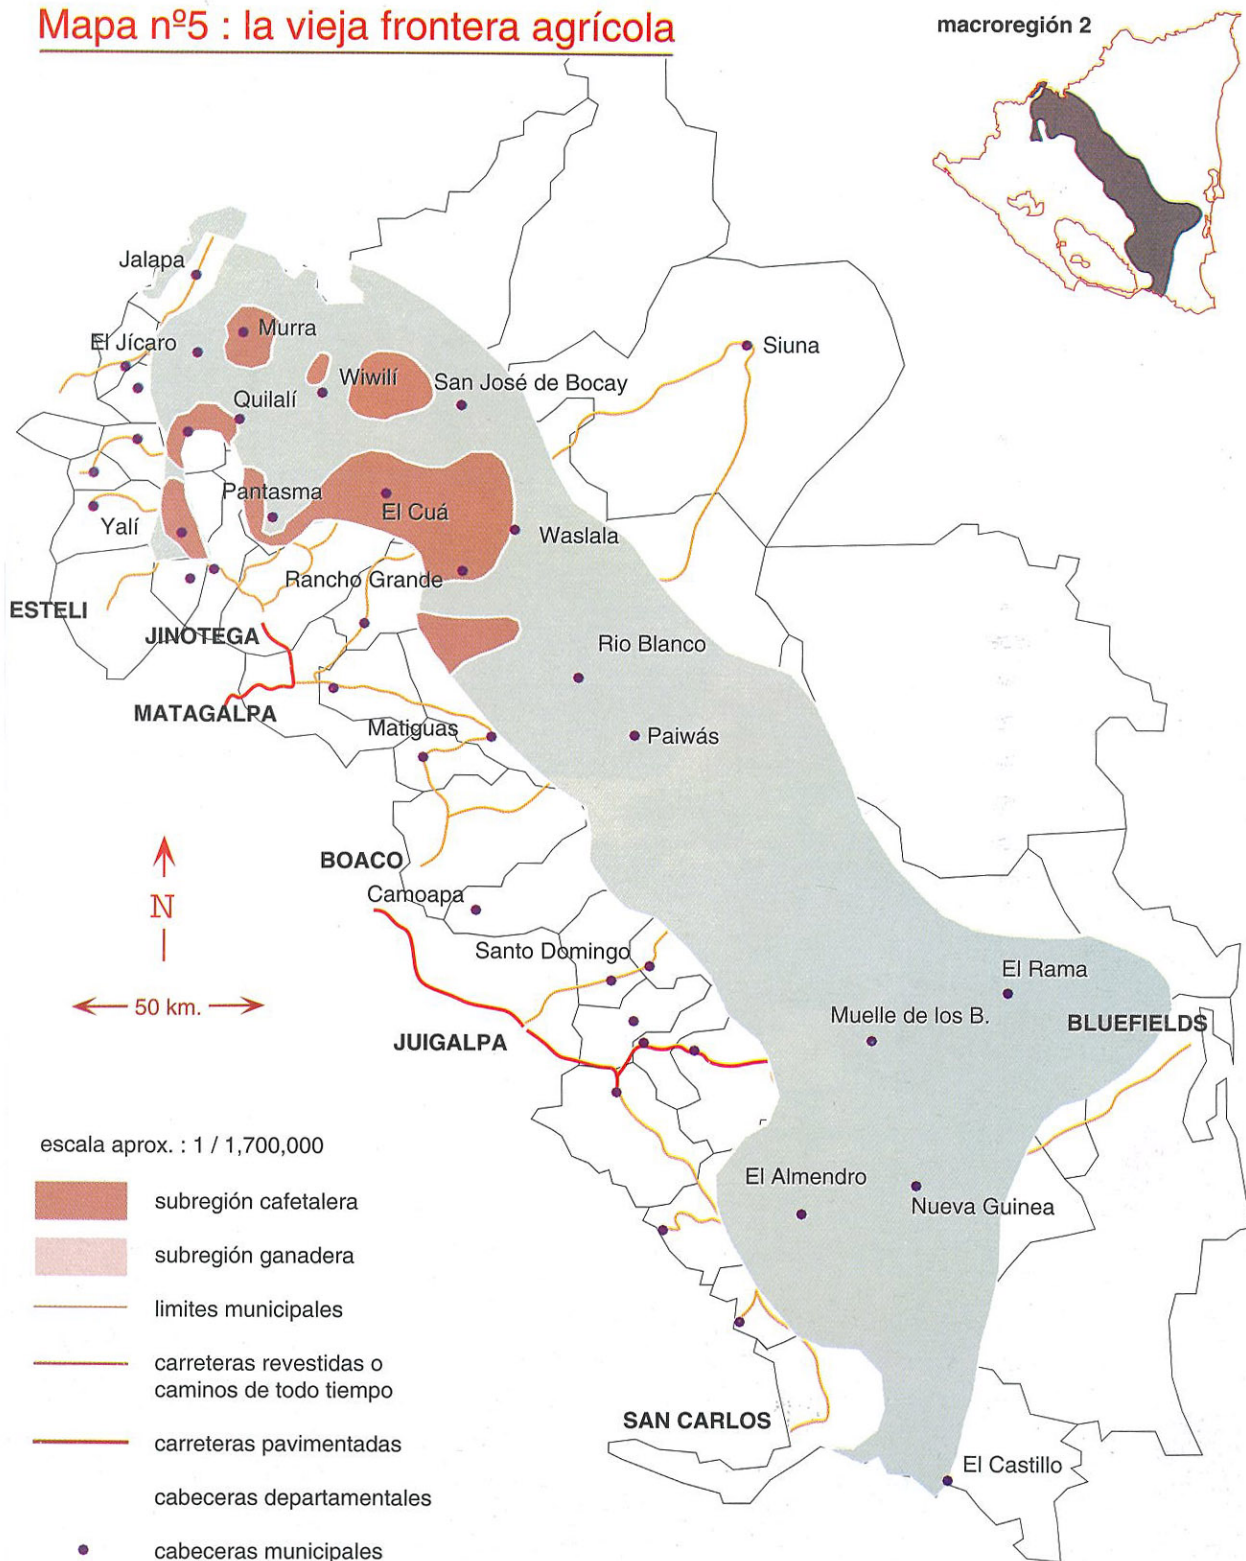 Mapa nº5 : la vieja frontera agrícola
macroregión 2
Jalapa
Murra
El Jícaro
Siuna
Wiwilí
San José de Bocay
Quilalí
Pantasma
El Cuá
Yalí
Waslala
Rancho Grande
ESTELI
JINOTEGA
Rio Blanco
MATAGALPA
Matiguas
Paiwás
BOACO
Camoapa
N
Santo Domingo
El Rama
50 km.
Muelle de los B.
BLUEFIELDS
JUIGALPA
escala aprox. : 1 / 1,700,000
El Almendro
Nueva Guinea
subregión cafetalera
subregión ganadera
limites municipales
carreteras revestidas o
caminos de todo tiempo
SAN CARLOS
carreteras pavimentadas
El Castillo
cabeceras departamentales
cabeceras municipales